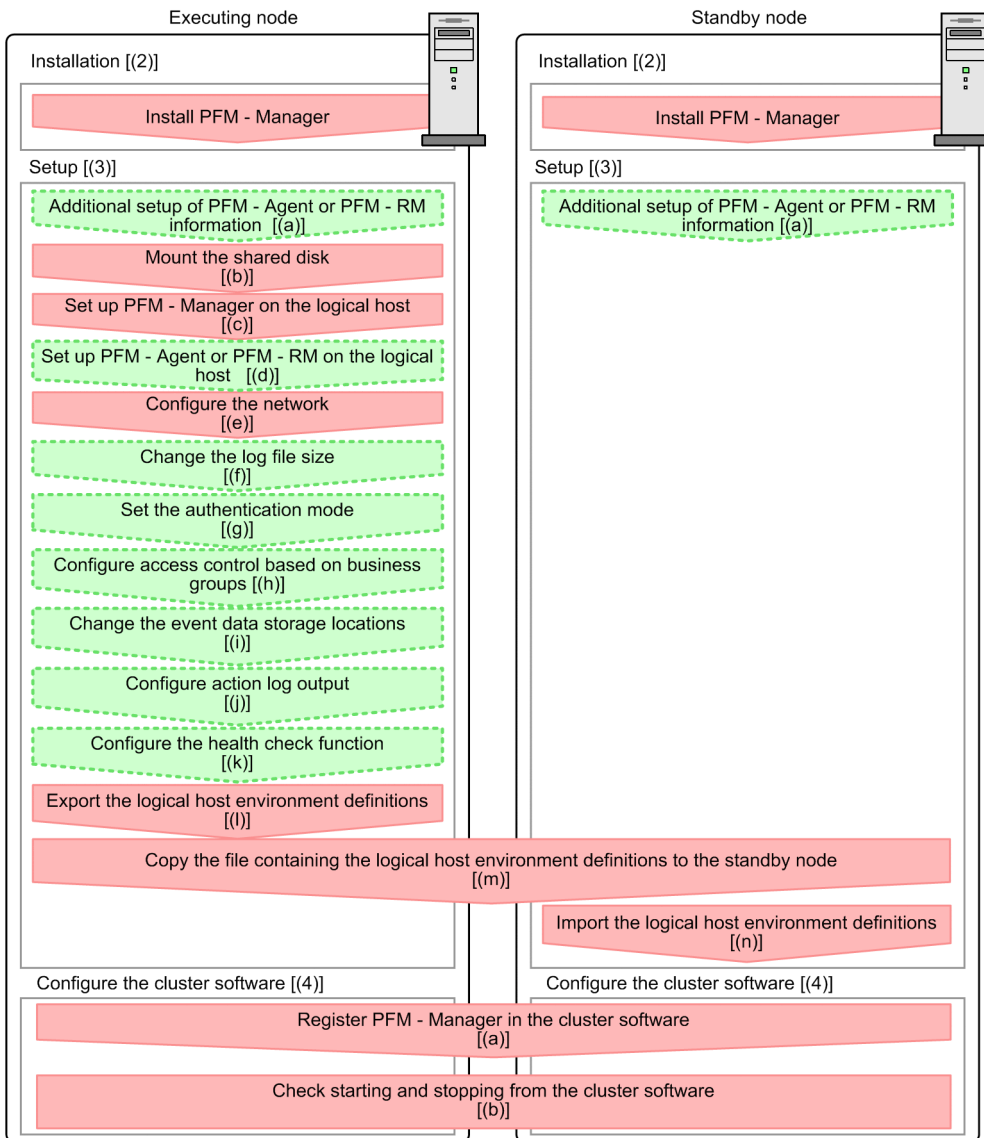 Executing node
Standby node
Installation [(2)]
Installation [(2)]
Install PFM - Manager
Install PFM - Manager
Setup [(3)]
Setup [(3)]
Additional setup of PFM - Agent or PFM - RM
information [(a)]
Additional setup of PFM - Agent or PFM - RM
information [(a)]
Mount the shared disk
[(b)]
Set up PFM - Manager on the logical host
[(c)]
Set up PFM - Agent or PFM - RM on the logical
host [(d)]
Configure the network
[(e)]
Change the log file size
[(f)]
Set the authentication mode
[(g)]
Configure access control based on business
groups [(h)]
Change the event data storage locations
[(i)]
Configure action log output
[(j)]
Configure the health check function
[(k)]
Export the logical host environment definitions
[(l)]
Copy the file containing the logical host environment definitions to the standby node
[(m)]
Import the logical host environment definitions
[(n)]
Configure the cluster software [(4)]
Configure the cluster software [(4)]
Register PFM - Manager in the cluster software
[(a)]
Check starting and stopping from the cluster software
[(b)]